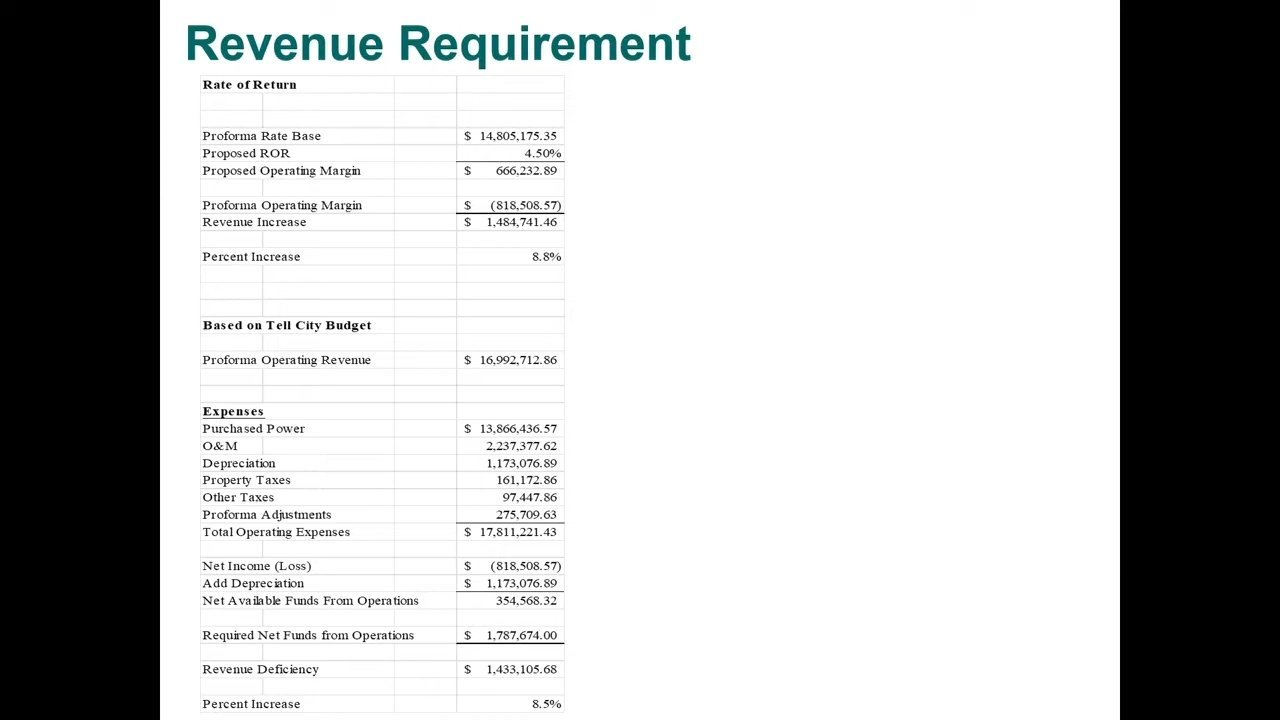 Revenue Requirement
Rate of Return
Proforma Rate Base $ 14,805,175.35
Proposed ROR 4.50%
Proposed Operating Margin $ 666,232.89
Proforma Operating Margin $ (818,508.57)
Revenue Increase $ 1,484,741.46
Percent Increase 8.8%
Based on Tell City Budget
Proforma Operating Revenue $ 16,992,712.86
Expenses
Purchased Power $ 13,866,436.57
O&M 2,237,377.62
Depreciation 1,173,076.89
Property Taxes 161,172.86
Other Taxes 97,447.86
Proforma Adjustments 275,709.63
Total Operating Expenses $ 17,811,221.43
Net Income (Loss) $ (818,508.57)
Add Depreciation $ 1,173,076.89
Net Available Funds From Operations 354,568.32
Required Net Funds from Operations $ 1,787,674.00
Revenue Deficiency $ 1,433,105.68
Percent Increase 8.5%